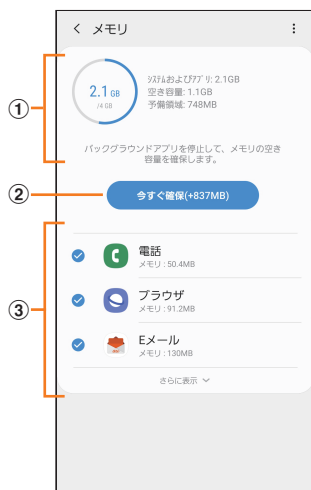 メモリ
2.1 GB
/4 GB
システムおよびアプリ: 2.1GB
空き容量: 1.1GB
予備領域: 748MB
①
バックグラウンドアプリを停止して、メモリの空き
容量を確保します。
②
今すぐ確保(+837MB)
③
電話
メモリ : 50.4MB
ブラウザ
メモリ : 91.2MB
Eメール
メモリ : 130MB
さらに表示